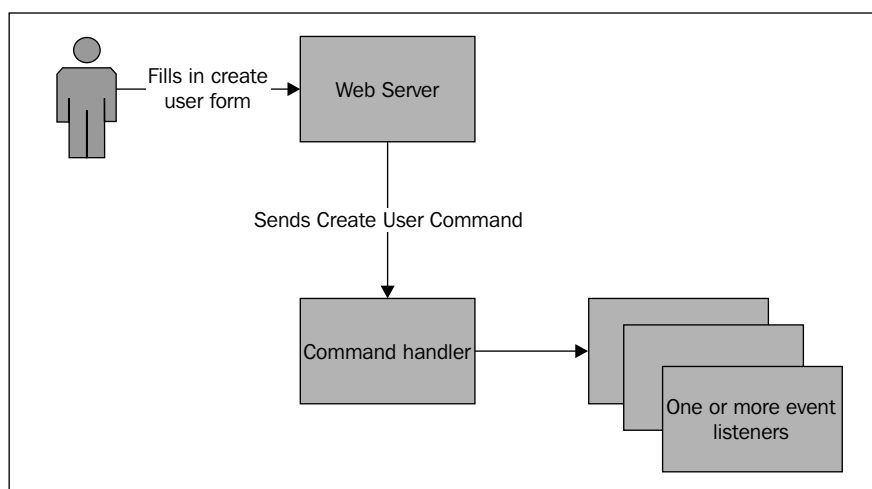 Fills in create
user form
Web Server
Sends Create User Command
Command handler
One or more event
listeners